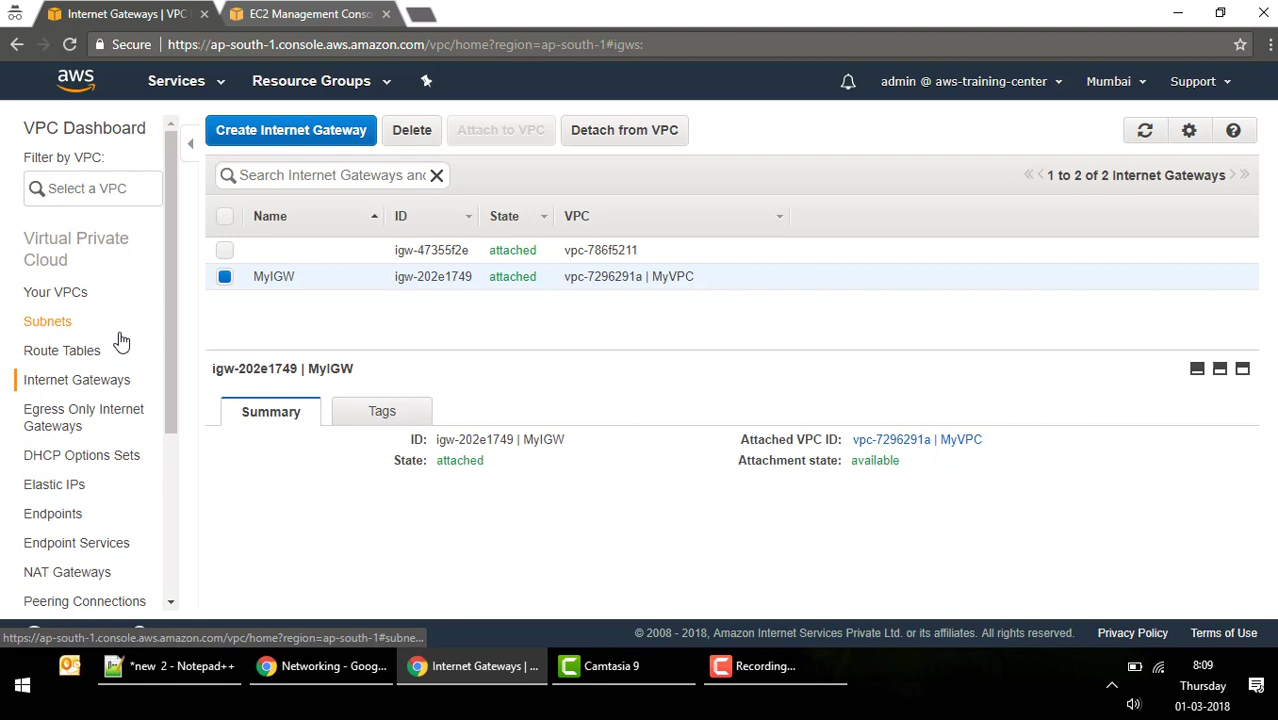 Internet Gateways | VPC
EC2 Management Conso
Secure
https://ap-south-1.console.aws.amazon.com/vpc/home?region=ap-south-1#igws:
aws
Services
Resource Groups
admin @ aws-training-center
Mumbai
Support
VPC Dashboard
Filter by VPC:
Select a VPC
Virtual Private
Cloud
Your VPCs
Subnets
Route Tables
Internet Gateways
Egress Only Internet
Gateways
DHCP Options Sets
Elastic IPs
Endpoints
Endpoint Services
NAT Gateways
Peering Connections
Create Internet Gateway
Delete
Attach to VPC
Detach from VPC
Search Internet Gateways and
1 to 2 of 2 Internet Gateways
Name
ID
State
VPC
igw-47355f2e attached vpc-786f5211
MyIGW igw-202e1749 attached vpc-7296291a | MyVPC
igw-202e1749 | MyIGW
Summary
Tags
ID: igw-202e1749 | MyIGW
State: attached
Attached VPC ID: vpc-7296291a | MyVPC
Attachment state: available
https://ap-south-1.console.aws.amazon.com/vpc/home?region=ap-south-1#subne...
© 2008 - 2018, Amazon Internet Services Private Ltd. or its affiliates. All rights reserved.
Privacy Policy
Terms of Use
*new 2 - Notepad++
Networking - Goog...
Internet Gateways | ...
Camtasia 9
Recording...
8:09
Thursday
01-03-2018